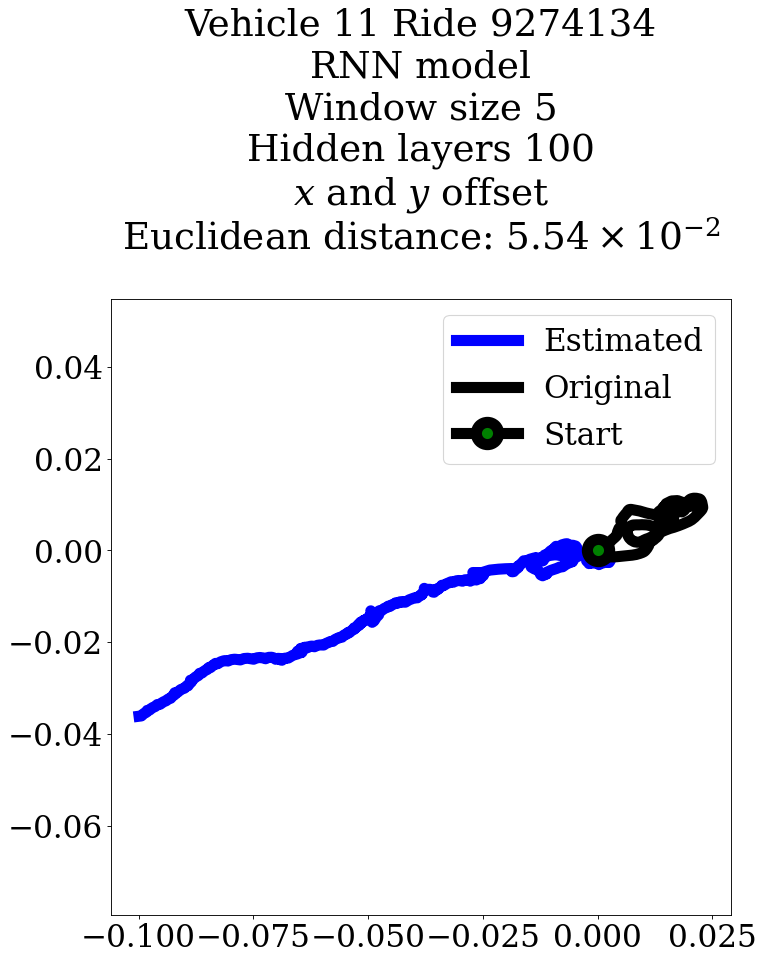 Vehicle 11 Ride 9274134
RNN model
Window size 5
Hidden layers 100
x and y offset
Euclidean distance: 5.54 × 10⁻²
Estimated
Original
Start
0.04
0.02
0.00
−0.02
−0.04
−0.06
−0.100 −0.075 −0.050 −0.025 0.000 0.025